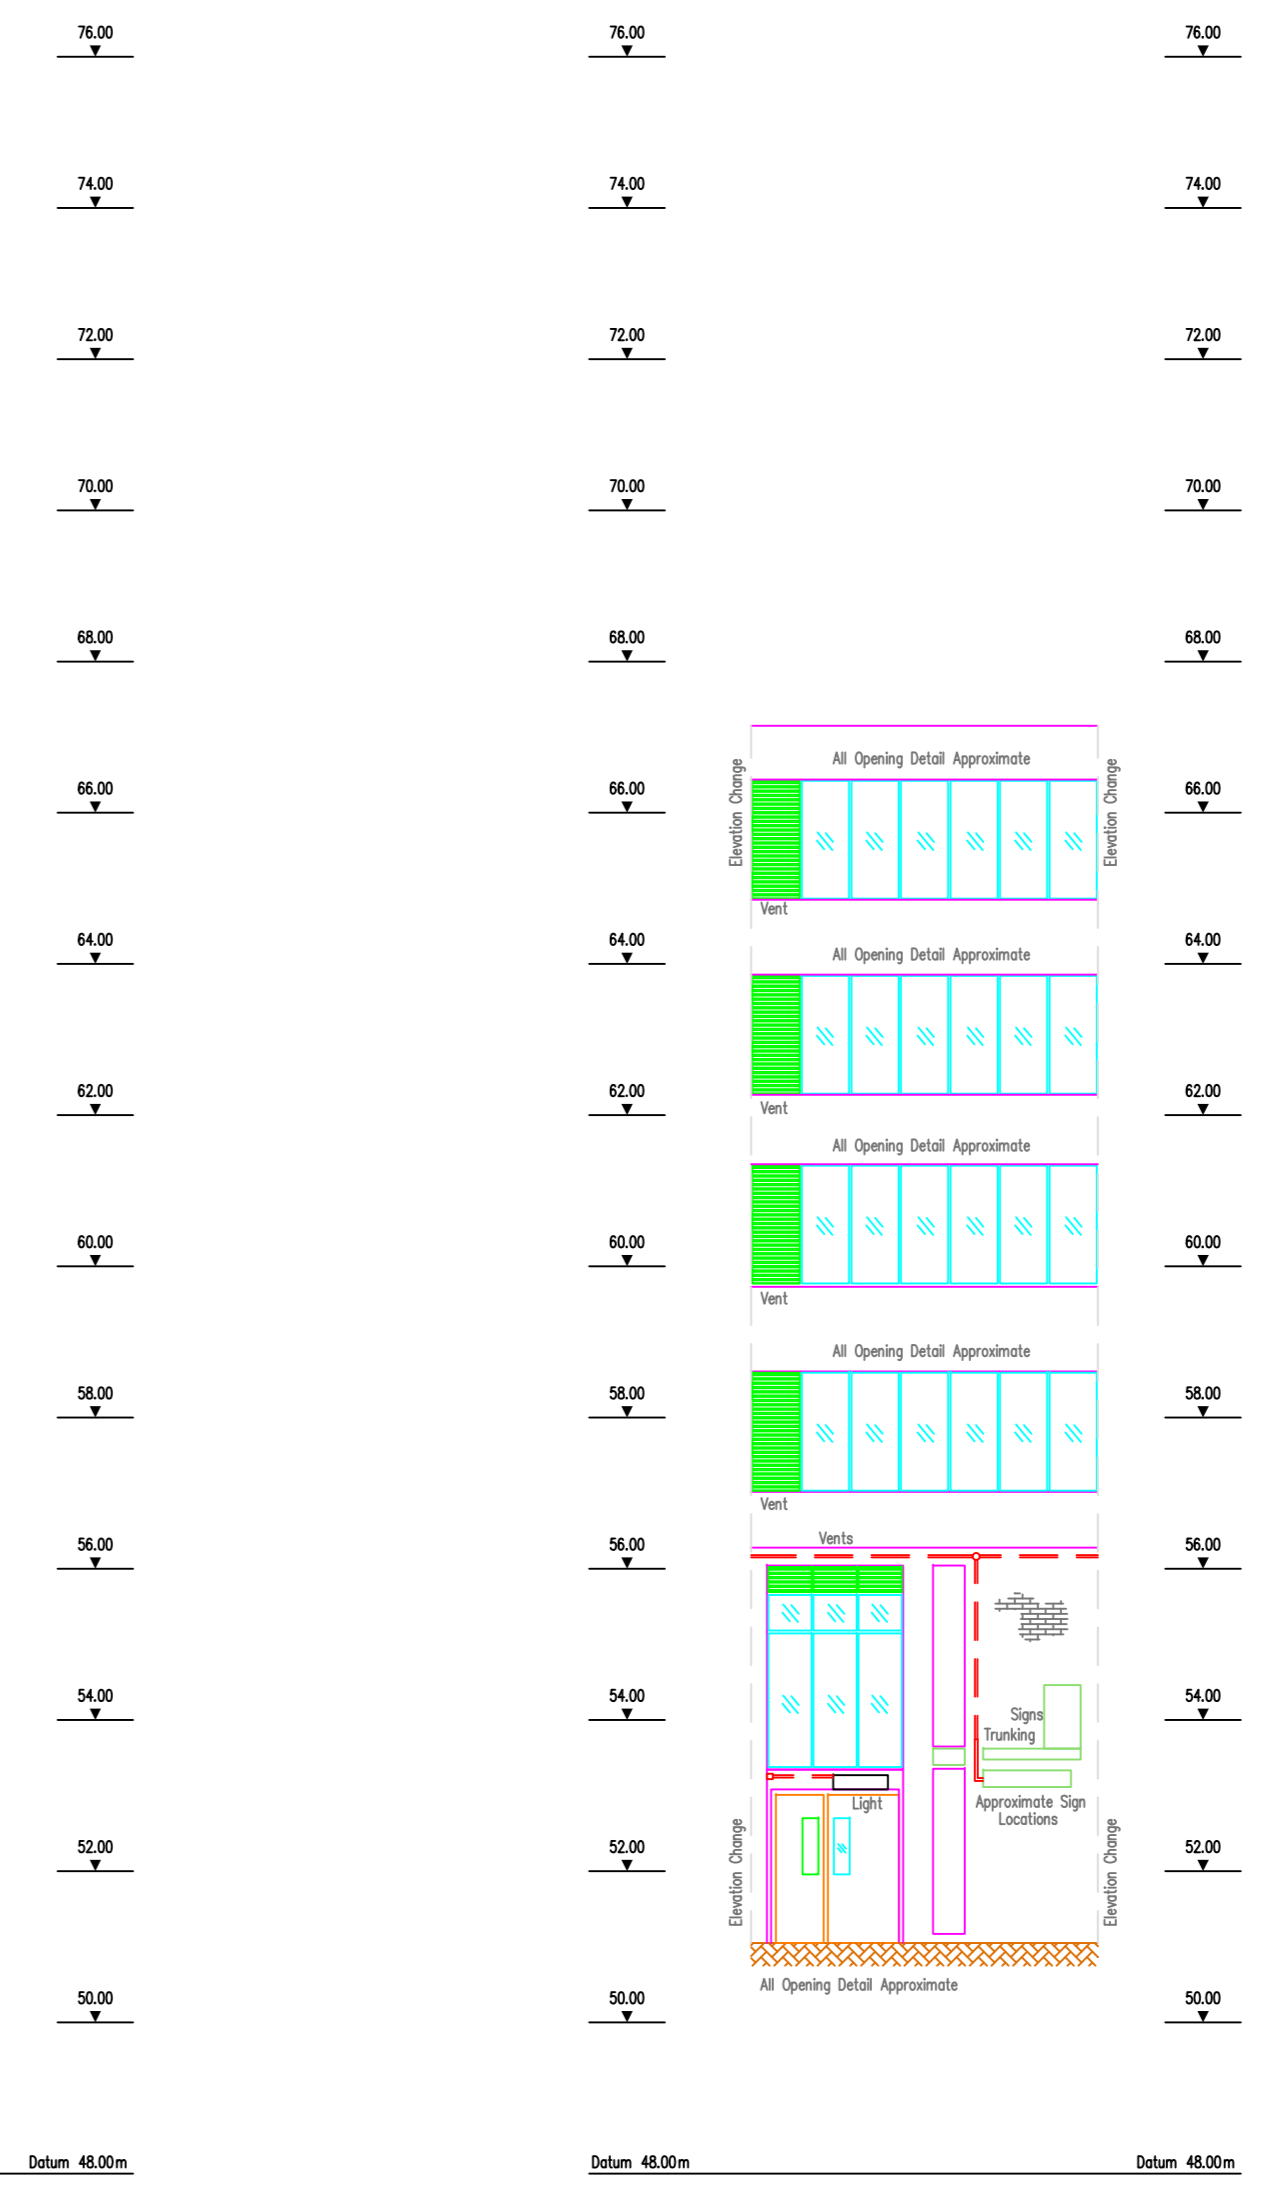 76.00 76.00 76.00
74.00 74.00 74.00
72.00 72.00 72.00
70.00 70.00 70.00
68.00 68.00 68.00
All Opening Detail Approximate
Elevation Change
Elevation Change
66.00 66.00 66.00
Vent
64.00 64.00 64.00
All Opening Detail Approximate
62.00 62.00 62.00
Vent
All Opening Detail Approximate
60.00 60.00 60.00
Vent
All Opening Detail Approximate
58.00 58.00 58.00
Vent
Vents
56.00 56.00 56.00
54.00 54.00 54.00
Signs
Trunking
Light
Approximate Sign
Locations
Elevation Change
Elevation Change
52.00 52.00 52.00
All Opening Detail Approximate
50.00 50.00 50.00
Datum 48.00m Datum 48.00m Datum 48.00m